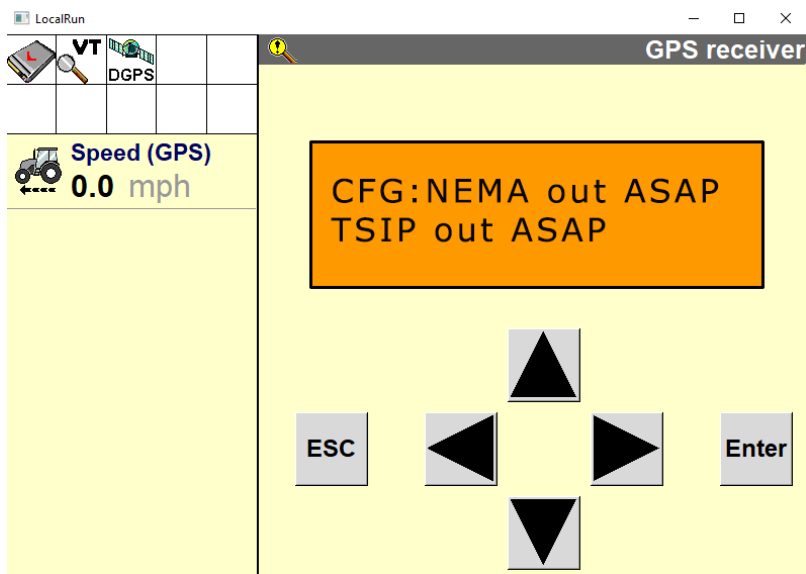 LocalRun
VT
L
DGPS
GPS receiver
Speed (GPS)
0.0 mph
CFG:NEMA out ASAP
TSIP out ASAP
ESC
Enter